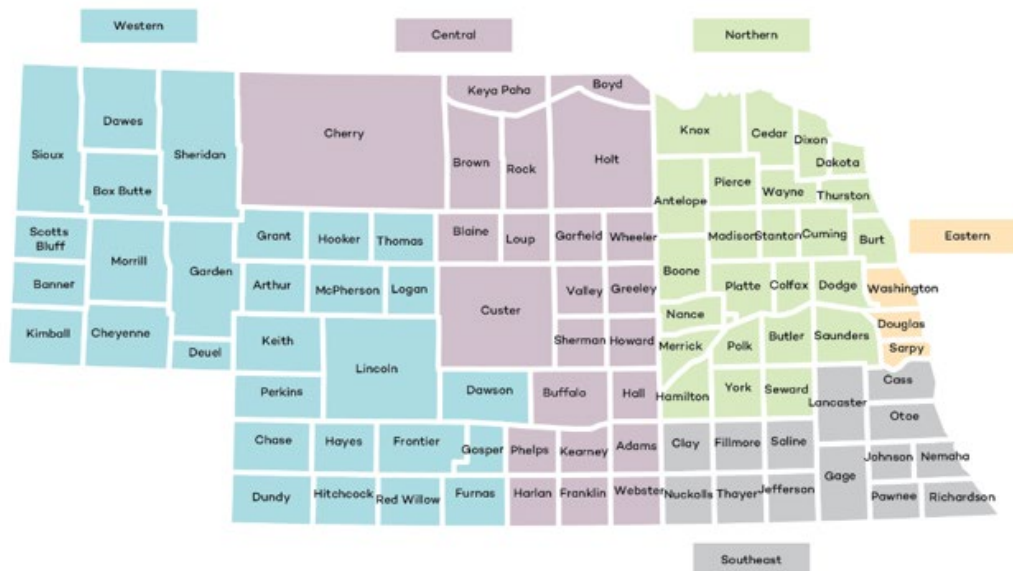 Western
Central
Northern
Keya Paha
Boyd
Dawes
Cherry
Knox
Cedar
Dixon
Sioux
Sheridan
Brown
Rock
Holt
Dakota
Box Butte
Pierce
Wayne
Thurston
Antelope
Scotts
Bluff
Grant
Hooker
Thomas
Blaine
Loup
Garfield
Wheeler
Madison
Stanton
Cuming
Burt
Eastern
Morrill
Garden
Boone
Banner
Arthur
McPherson
Logan
Valley
Greeley
Platte
Colfax
Dodge
Washington
Custer
Nance
Kimball
Cheyenne
Keith
Sherman
Howard
Merrick
Polk
Butler
Saunders
Douglas
Deuel
Sarpy
Lincoln
Perkins
Dawson
Buffalo
Hall
Hamilton
York
Seward
Lancaster
Cass
Otoe
Chase
Hayes
Frontier
Gosper
Phelps
Kearney
Adams
Clay
Fillmore
Saline
Johnson
Nemaha
Gage
Dundy
Hitchcock
Red Willow
Furnas
Harlan
Franklin
Webster
Nuckolls
Thayer
Jefferson
Pawnee
Richardson
Southeast